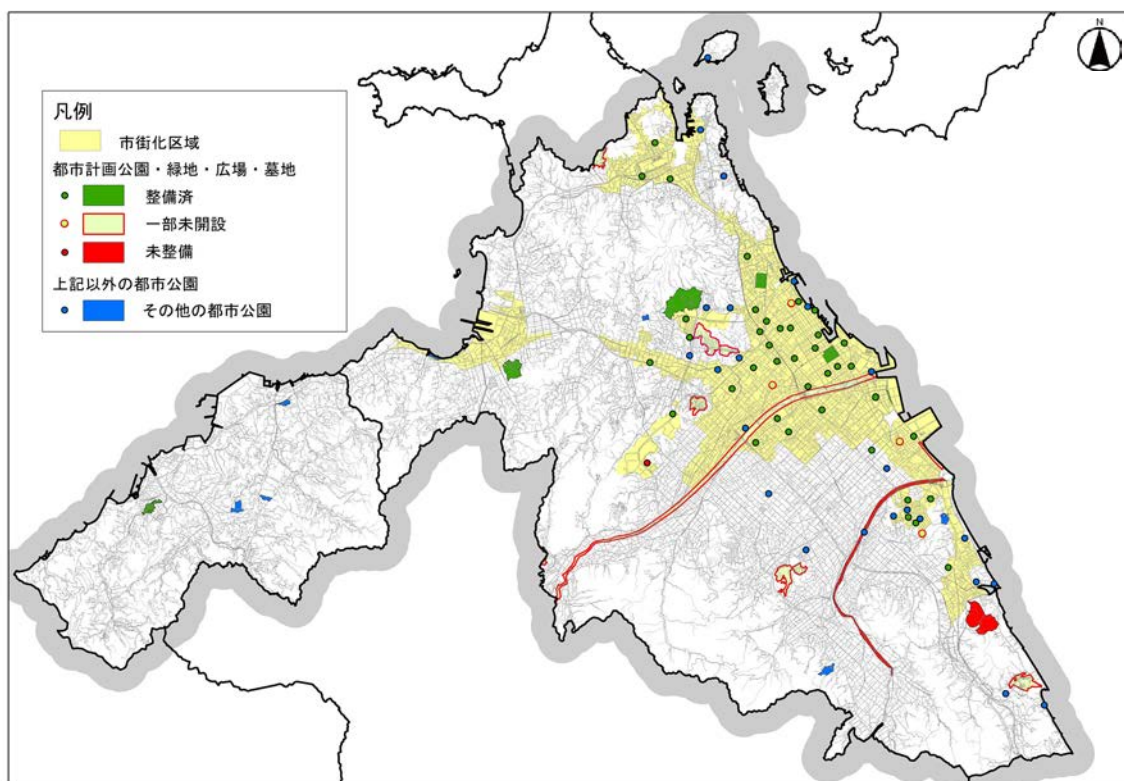 N
凡例
市街化区域
都市計画公園・緑地・広場・墓地
整備済
一部未開設
未整備
上記以外の都市公園
その他の都市公園